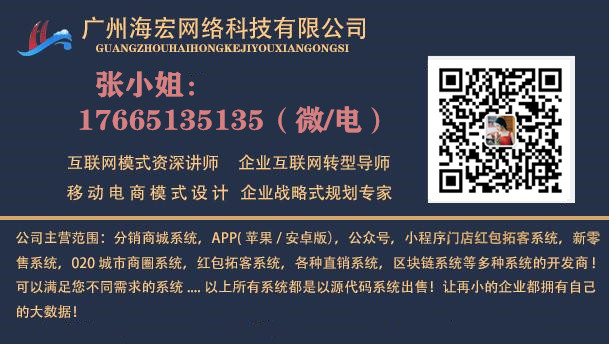 广州海宏网络科技有限公司
GUANGZHOUHAIHONGKEJIYOUXIANGONGSI
张小姐：
17665135135（微/电）
互联网模式资深讲师 企业互联网转型导师
移动电商模式设计 企业战略式规划专家
公司主营范围：分销商城系统，APP(苹果/安卓版)，公众号，小程序门店红包拓客系统，新零
售系统，020城市商圈系统，红包拓客系统，各种直销系统，区块链系统等多种系统的开发商！
可以满足您不同需求的系统....以上所有系统都是以源代码系统出售！让再小的企业都拥有自己
的大数据！